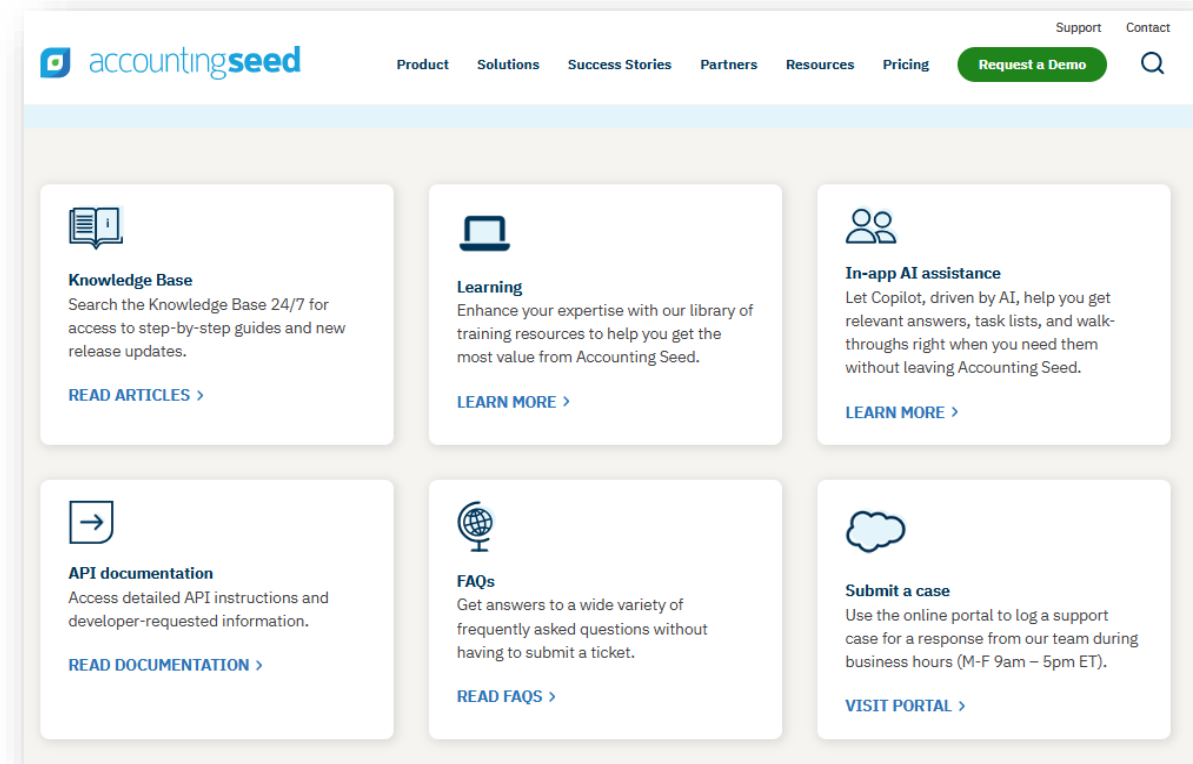 Support Contact
accountingseed
Product Solutions Success Stories Partners Resources Pricing Request a Demo
i
Knowledge Base
Search the Knowledge Base 24/7 for
access to step-by-step guides and new
release updates.
READ ARTICLES >
Learning
Enhance your expertise with our library of
training resources to help you get the
most value from Accounting Seed.
LEARN MORE >
In-app AI assistance
Let Copilot, driven by AI, help you get
relevant answers, task lists, and walk-
throughs right when you need them
without leaving Accounting Seed.
LEARN MORE >
API documentation
Access detailed API instructions and
developer-requested information.
READ DOCUMENTATION >
FAQs
Get answers to a wide variety of
frequently asked questions without
having to submit a ticket.
READ FAQS >
Submit a case
Use the online portal to log a support
case for a response from our team during
business hours (M-F 9am – 5pm ET).
VISIT PORTAL >